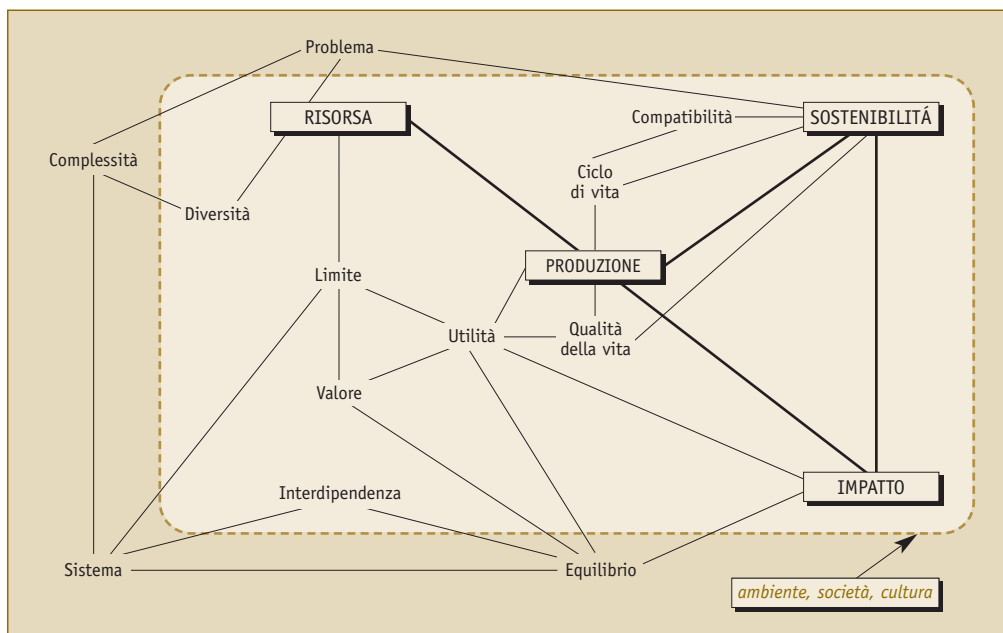 Problema
RISORSA
Compatibilità
SOSTENIBILITÁ
Complessità
Ciclo
di vita
Diversità
PRODUZIONE
Limite
Utilità
Qualità
della vita
Valore
Interdipendenza
IMPATTO
Sistema
Equilibrio
ambiente, società, cultura